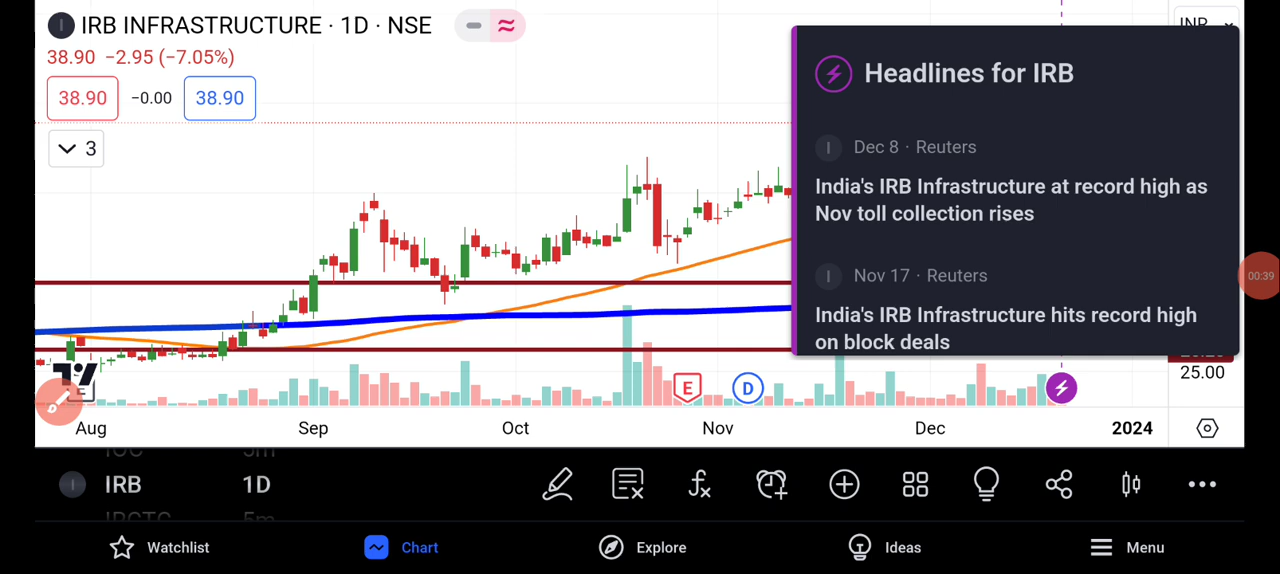 I IRB INFRASTRUCTURE · 1D · NSE
38.90 −2.95 (−7.05%)
38.90 −0.00 38.90
3
Headlines for IRB
I Dec 8 · Reuters
India's IRB Infrastructure at record high as
Nov toll collection rises
I Nov 17 · Reuters
India's IRB Infrastructure hits record high
on block deals
00:39
25.00
E
D
E D
Aug Sep Oct Nov Dec 2024
I IRB 1D
IRCTC 5m
Watchlist Chart Explore Ideas Menu